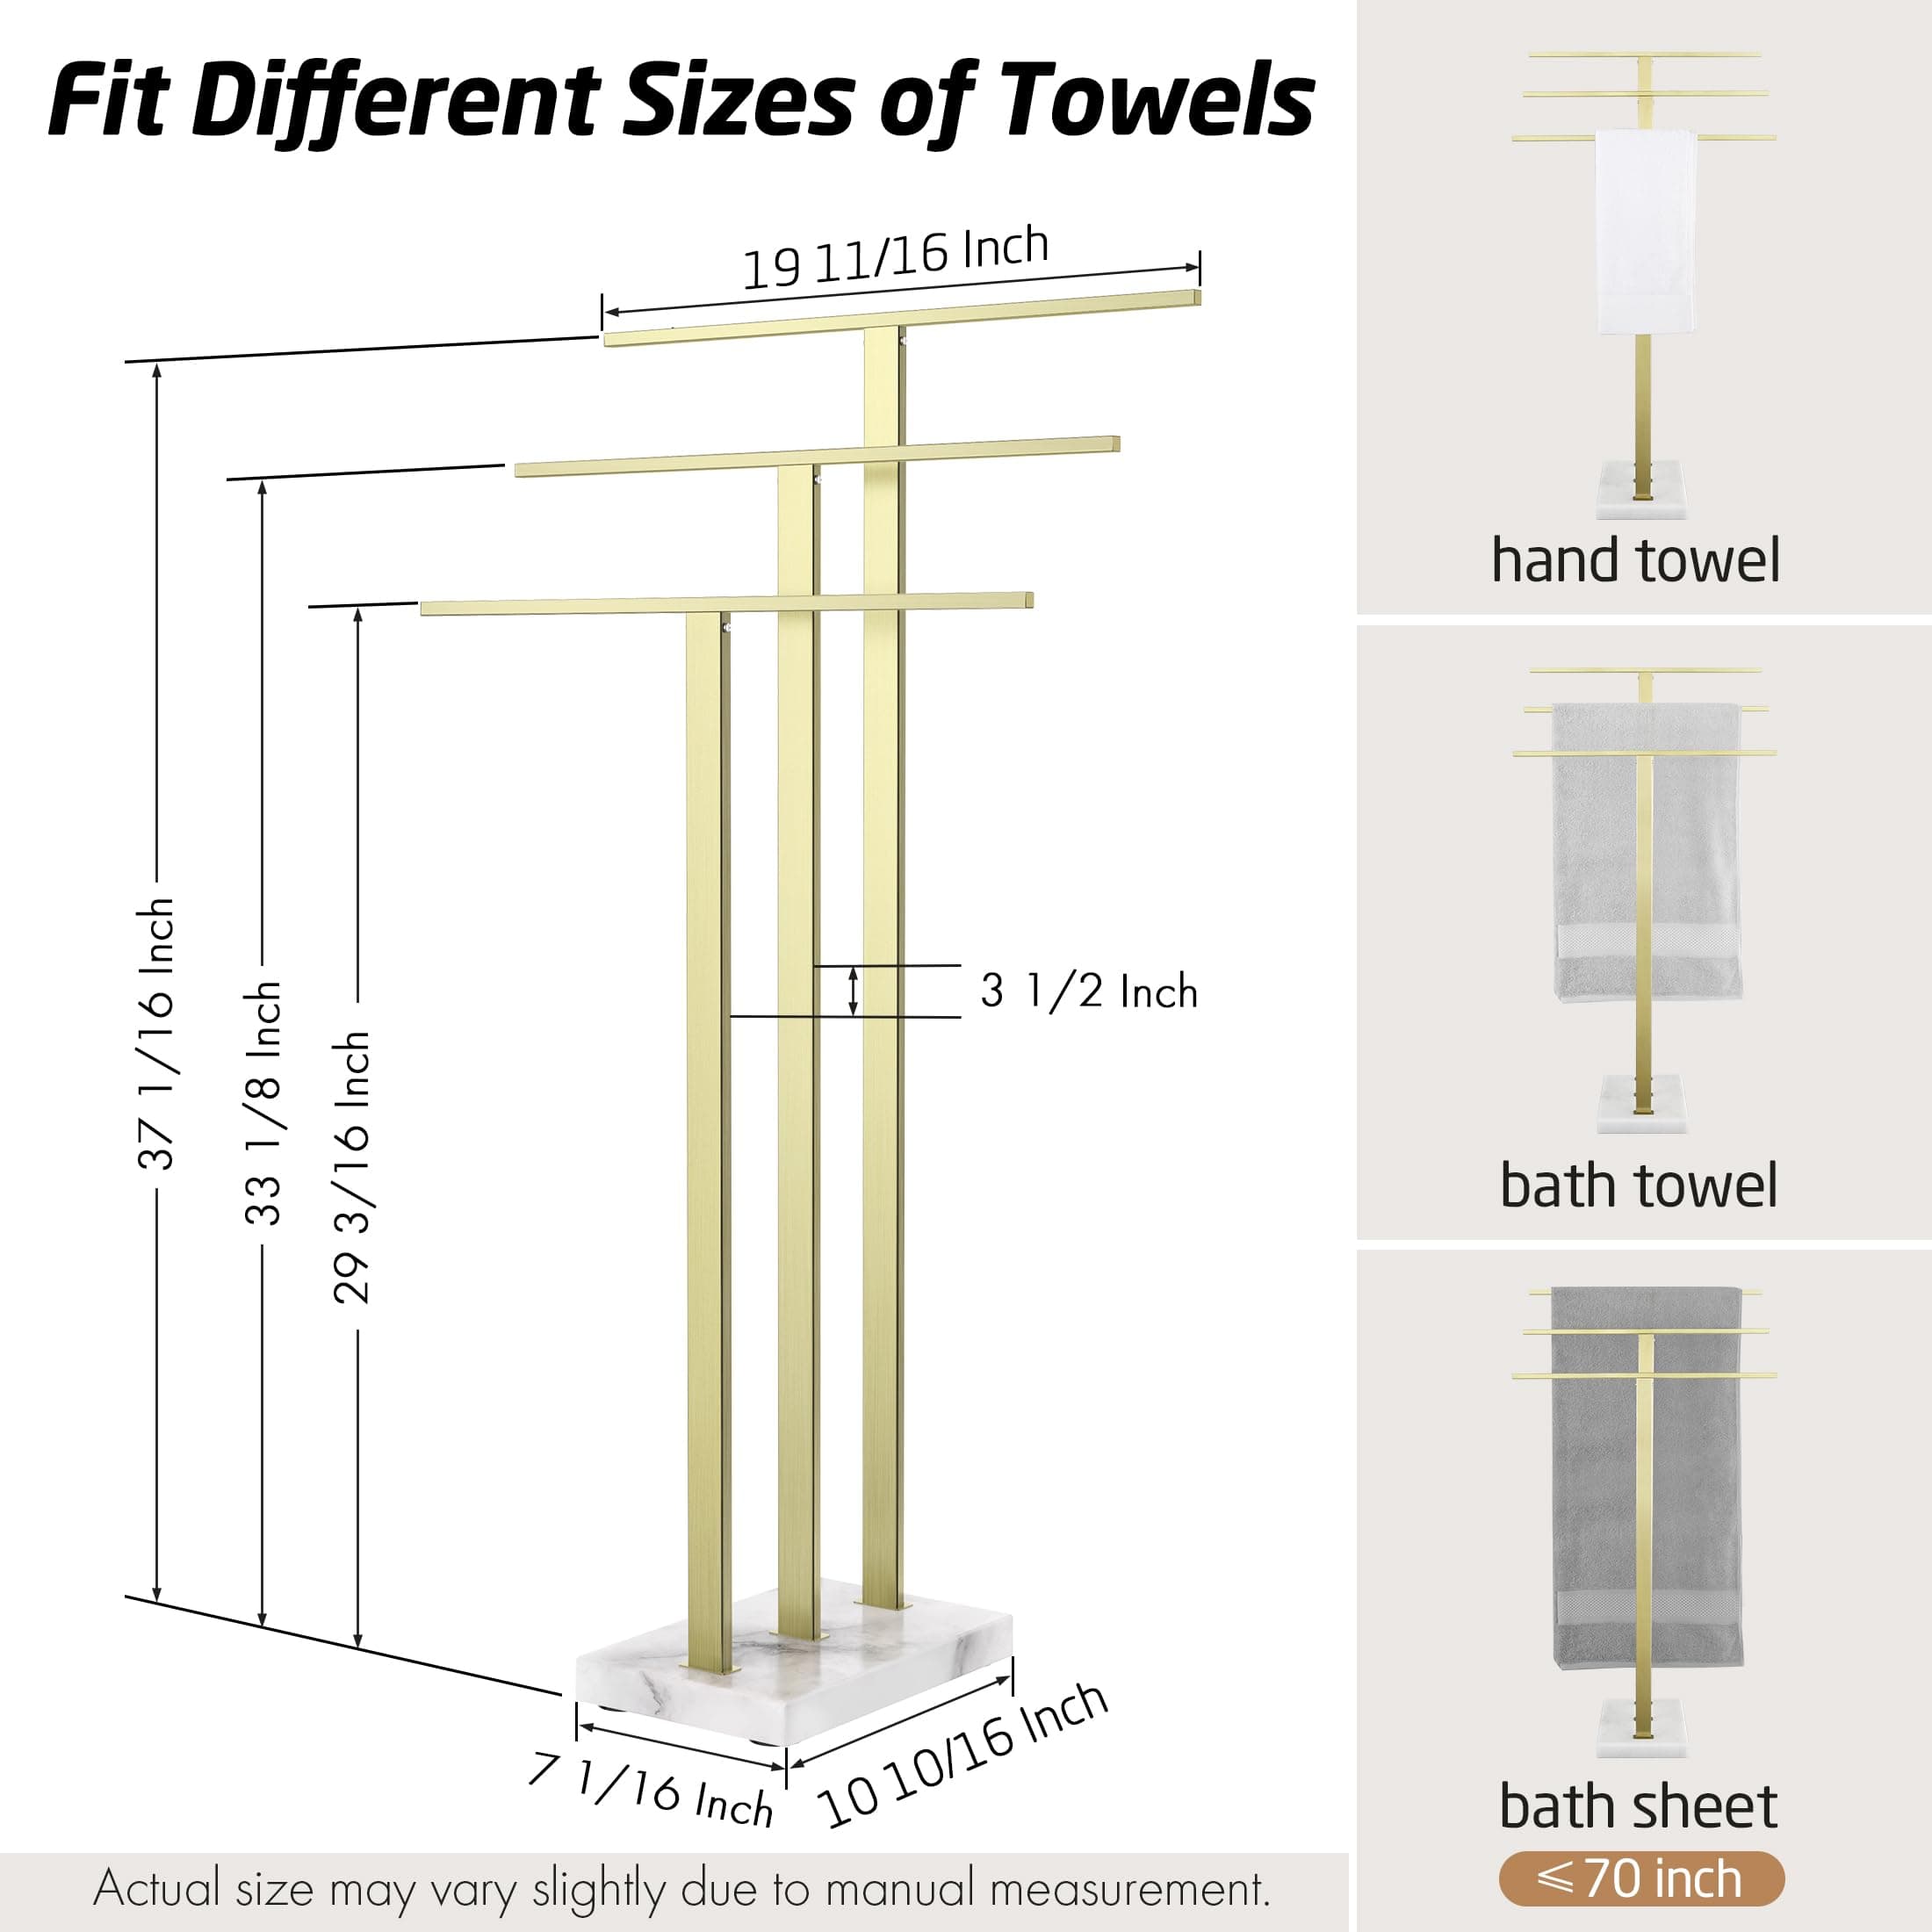 Fit Different Sizes of Towels
19 11/16 Inch
37 1/16 Inch
33 1/8 Inch
29 3/16 Inch
3 1/2 Inch
7 1/16 Inch
10 10/16 Inch
Actual size may vary slightly due to manual measurement.
hand towel
bath towel
bath sheet
⩽70 inch